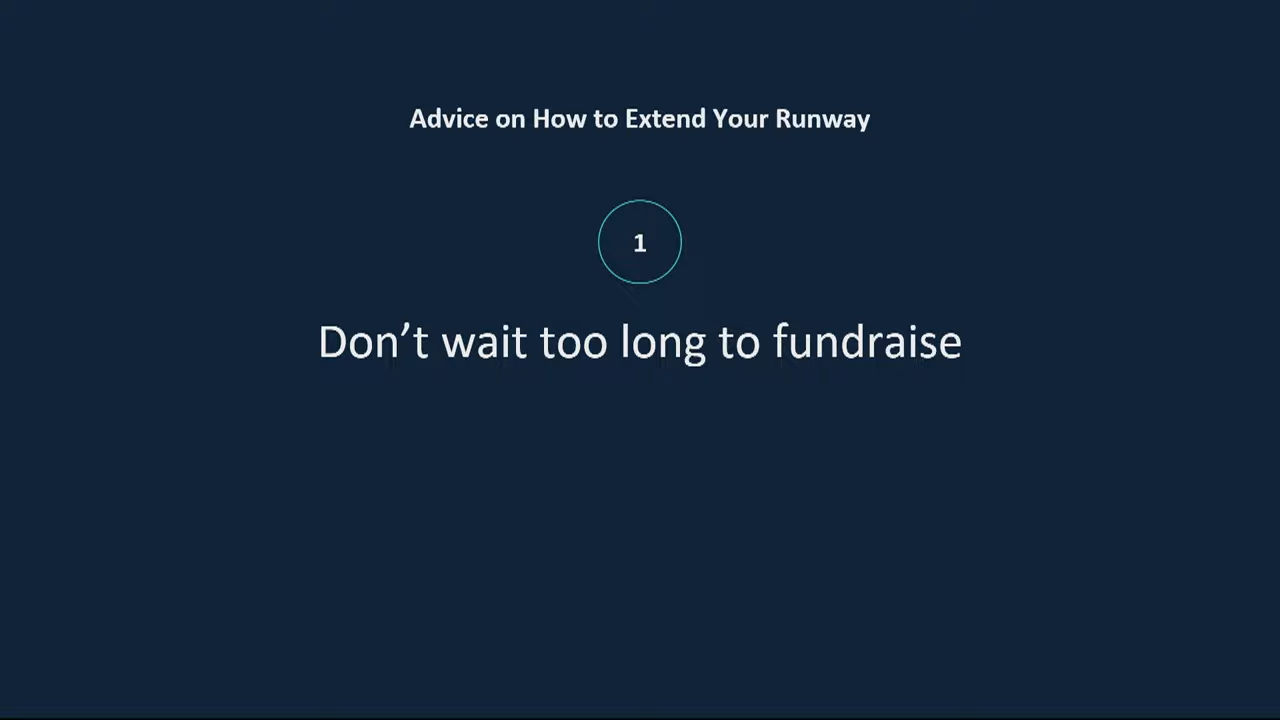 Advice on How to Extend Your Runway
1
Don’t wait too long to fundraise